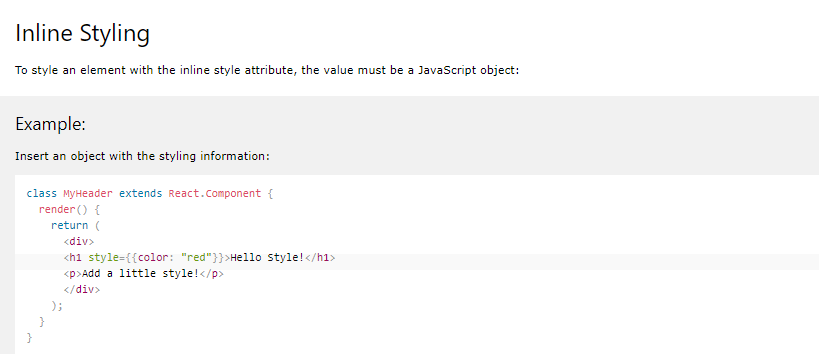 Inline Styling
To style an element with the inline style attribute, the value must be a JavaScript object:
Example:
Insert an object with the styling information:
class MyHeader extends React.Component {
  render() {
    return (
      <div>
      <h1 style={{color: "red"}}>Hello Style!</h1>
      <p>Add a little style!</p>
      </div>
    );
  }
}